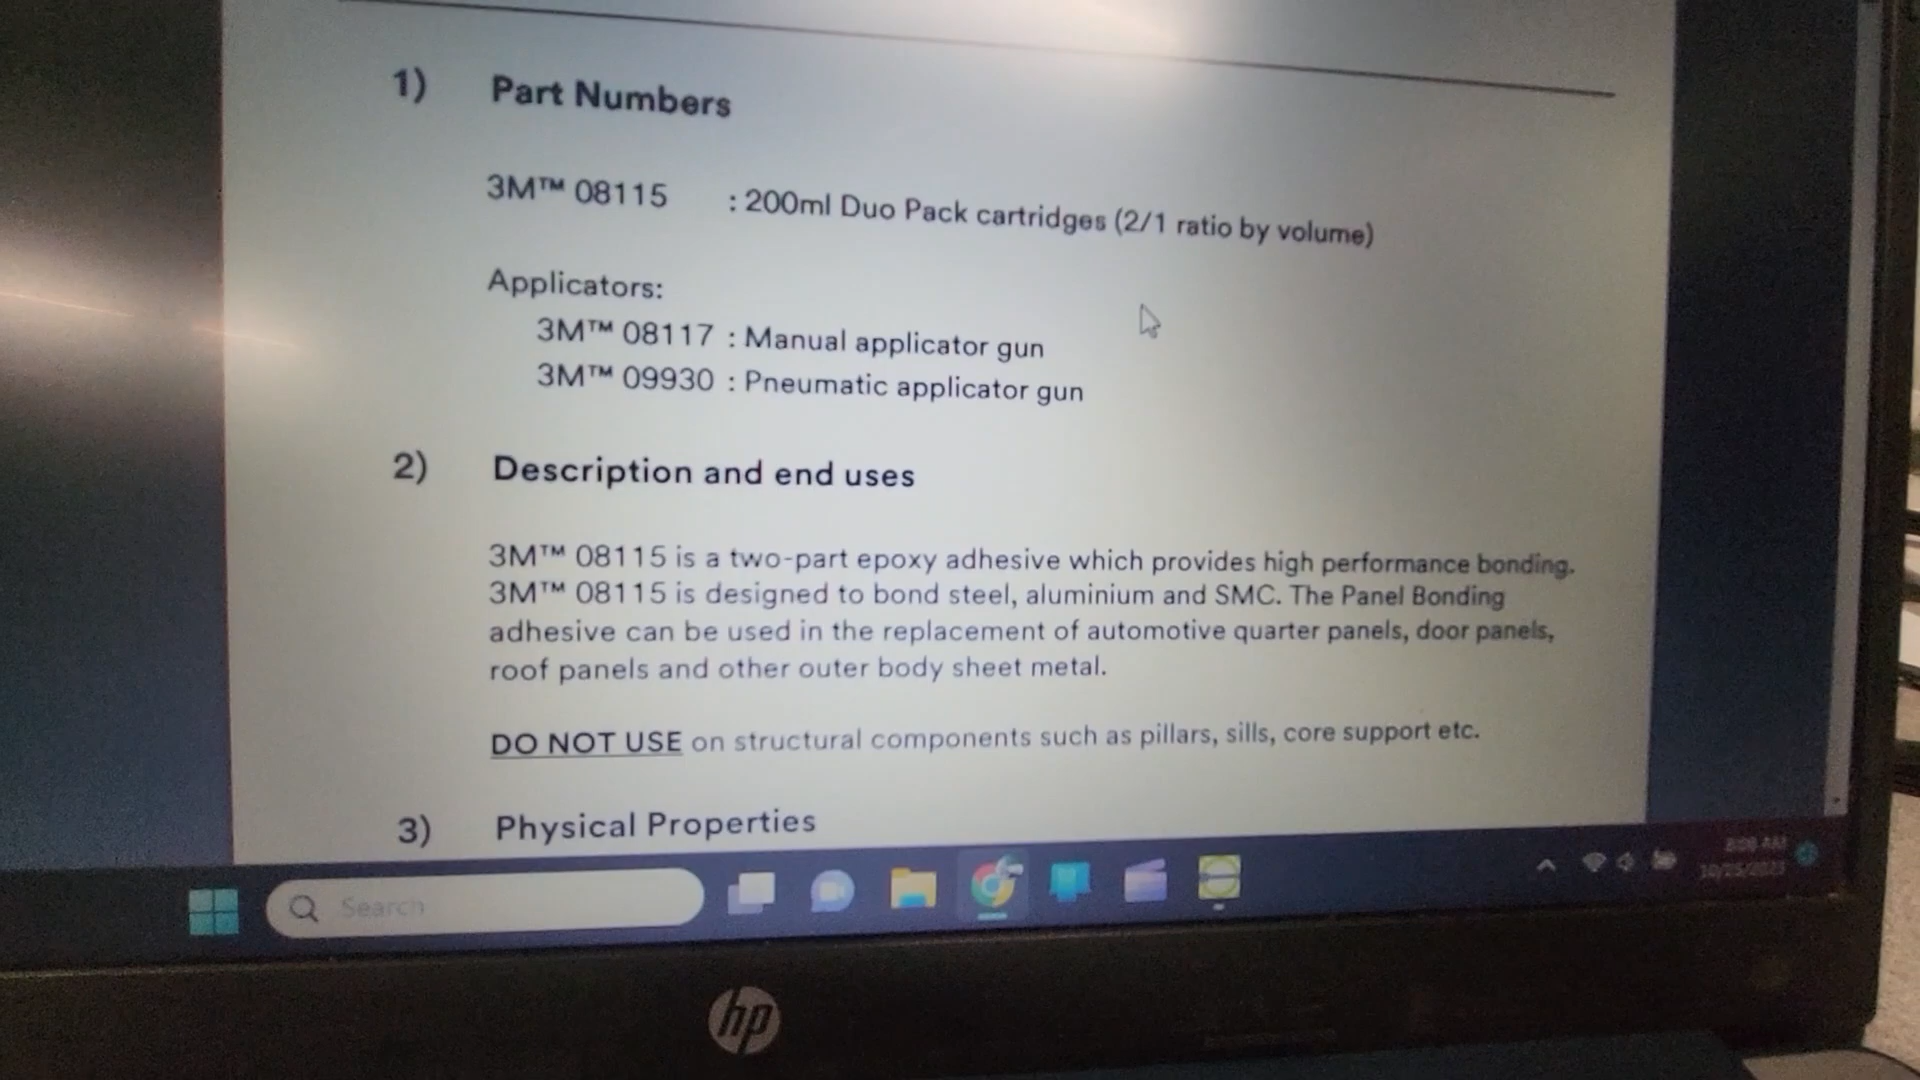 1) Part Numbers
3M™ 08115 : 200ml Duo Pack cartridges (2/1 ratio by volume)
Applicators:
3M™ 08117 : Manual applicator gun
3M™ 09930 : Pneumatic applicator gun
2) Description and end uses
3M™ 08115 is a two-part epoxy adhesive which provides high performance bonding.
3M™ 08115 is designed to bond steel, aluminium and SMC. The Panel Bonding
adhesive can be used in the replacement of automotive quarter panels, door panels,
roof panels and other outer body sheet metal.
DO NOT USE on structural components such as pillars, sills, core support etc.
3) Physical Properties
Search
hp